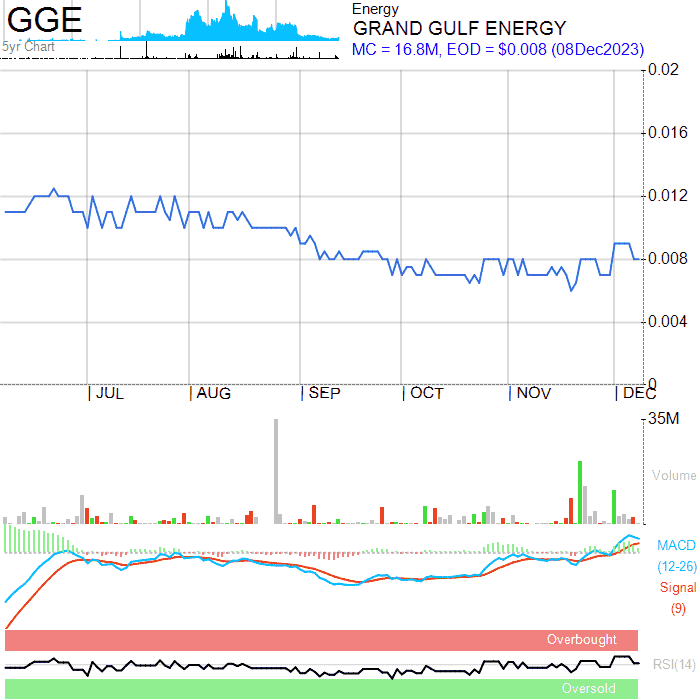 GGE
5yr Chart
Energy
GRAND GULF ENERGY
MC = 16.8M, EOD = $0.008 (08Dec2023)
0.02
0.016
0.012
0.008
0.004
0
JUL AUG SEP OCT NOV DEC
35M
Volume
MACD
(12-26)
Signal
(9)
Overbought
RSI(14)
Oversold